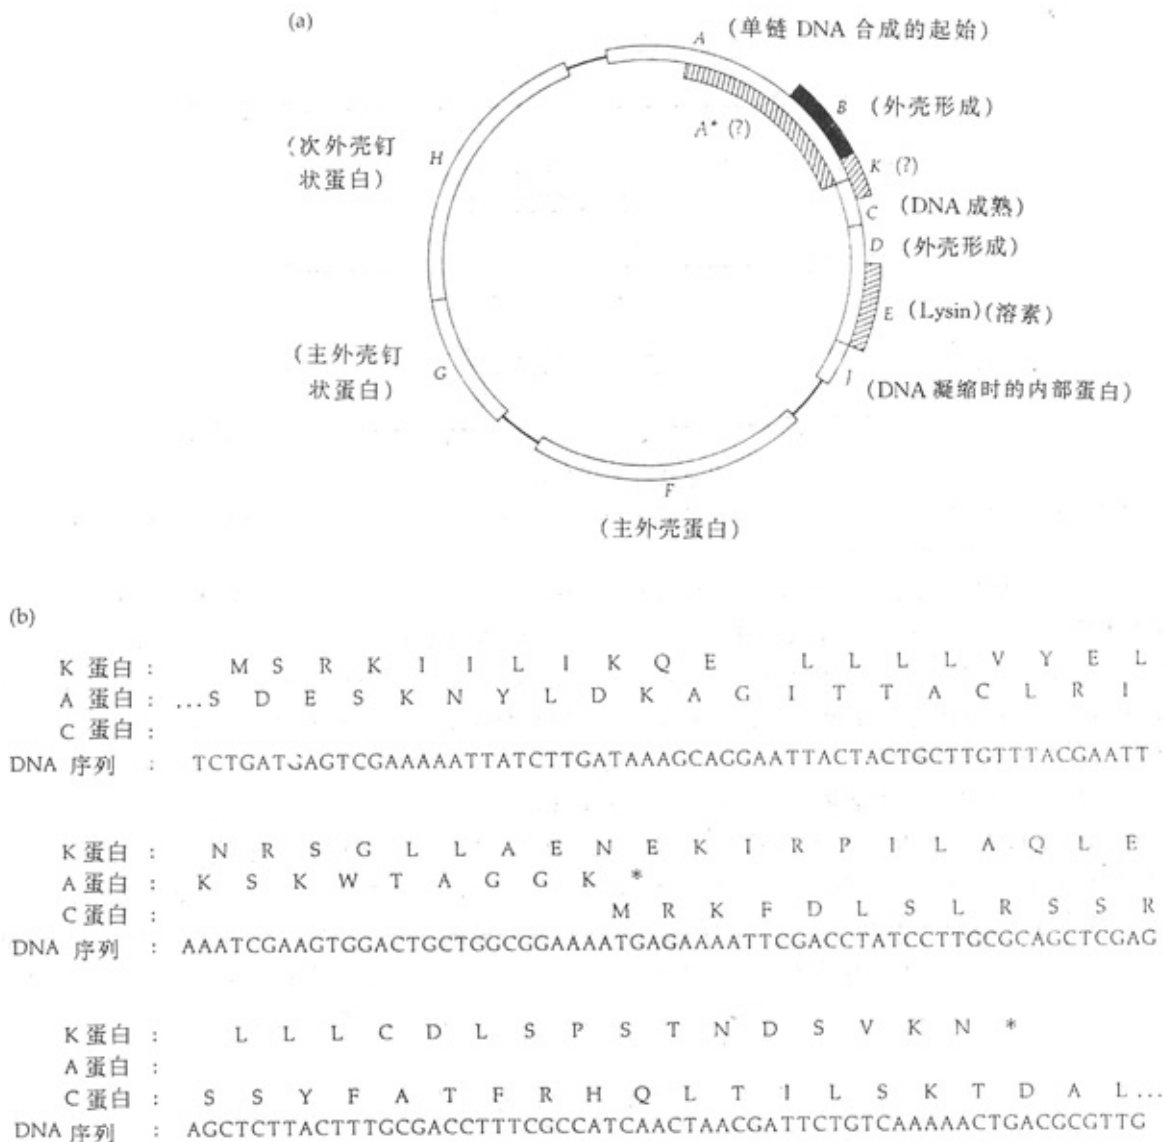 (a)
A (单链 DNA 合成的起始)
B (外壳形成)
A* (?)
K (?)
H (次外壳钉
状蛋白)
C (DNA 成熟)
D (外壳形成)
E (Lysin)(溶素)
(主外壳钉
状蛋白) G
J (DNA 凝缩时的内部蛋白)
F
(主外壳蛋白)
(b)
K 蛋白 : M S R K I I L I K Q E L L L L V Y E L
A 蛋白 : ...S D E S K N Y L D K A G I T T A C L R I
C 蛋白 :
DNA 序列 : TCTGATGAGTCGAAAAATTATCTTGATAAAGCAGGAATTACTACTGCTTGTTTACGAATT
K 蛋白 : N R S G L L A E N E K I R P I L A Q L E
A 蛋白 : K S K W T A G G K *
C 蛋白 : M R K F D L S L R S S R
DNA 序列 : AAATCGAAGTGGACTGCTGGCGGAAAATGAGAAAATTCGACCTATCCTTGCGCAGCTCGAG
K 蛋白 : L L L C D L S P S T N D S V K N *
A 蛋白 :
C 蛋白 : S S Y F A T F R H Q L T I L S K T D A L...
DNA 序列 : AGCTCTTACTTTGCGACCTTTCGCCATCAACTAACGATTCTGTCAAAAACTGACGCGTTG